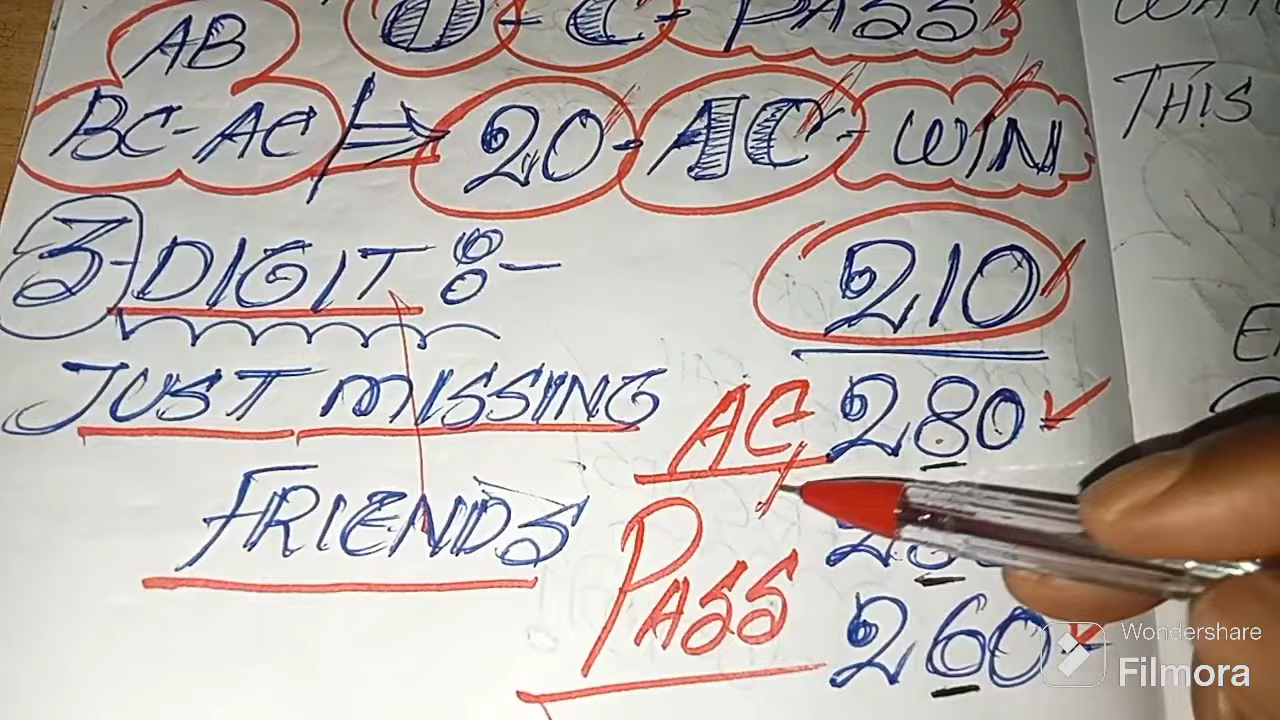 0 - C - PASS
AB
BC - AC ⇒ 20 - AC - WIN
THIS
3 - DIGIT :-
210
JUST MISSING
AC 280
FRIENDS
PASS
260
Wondershare
Filmora